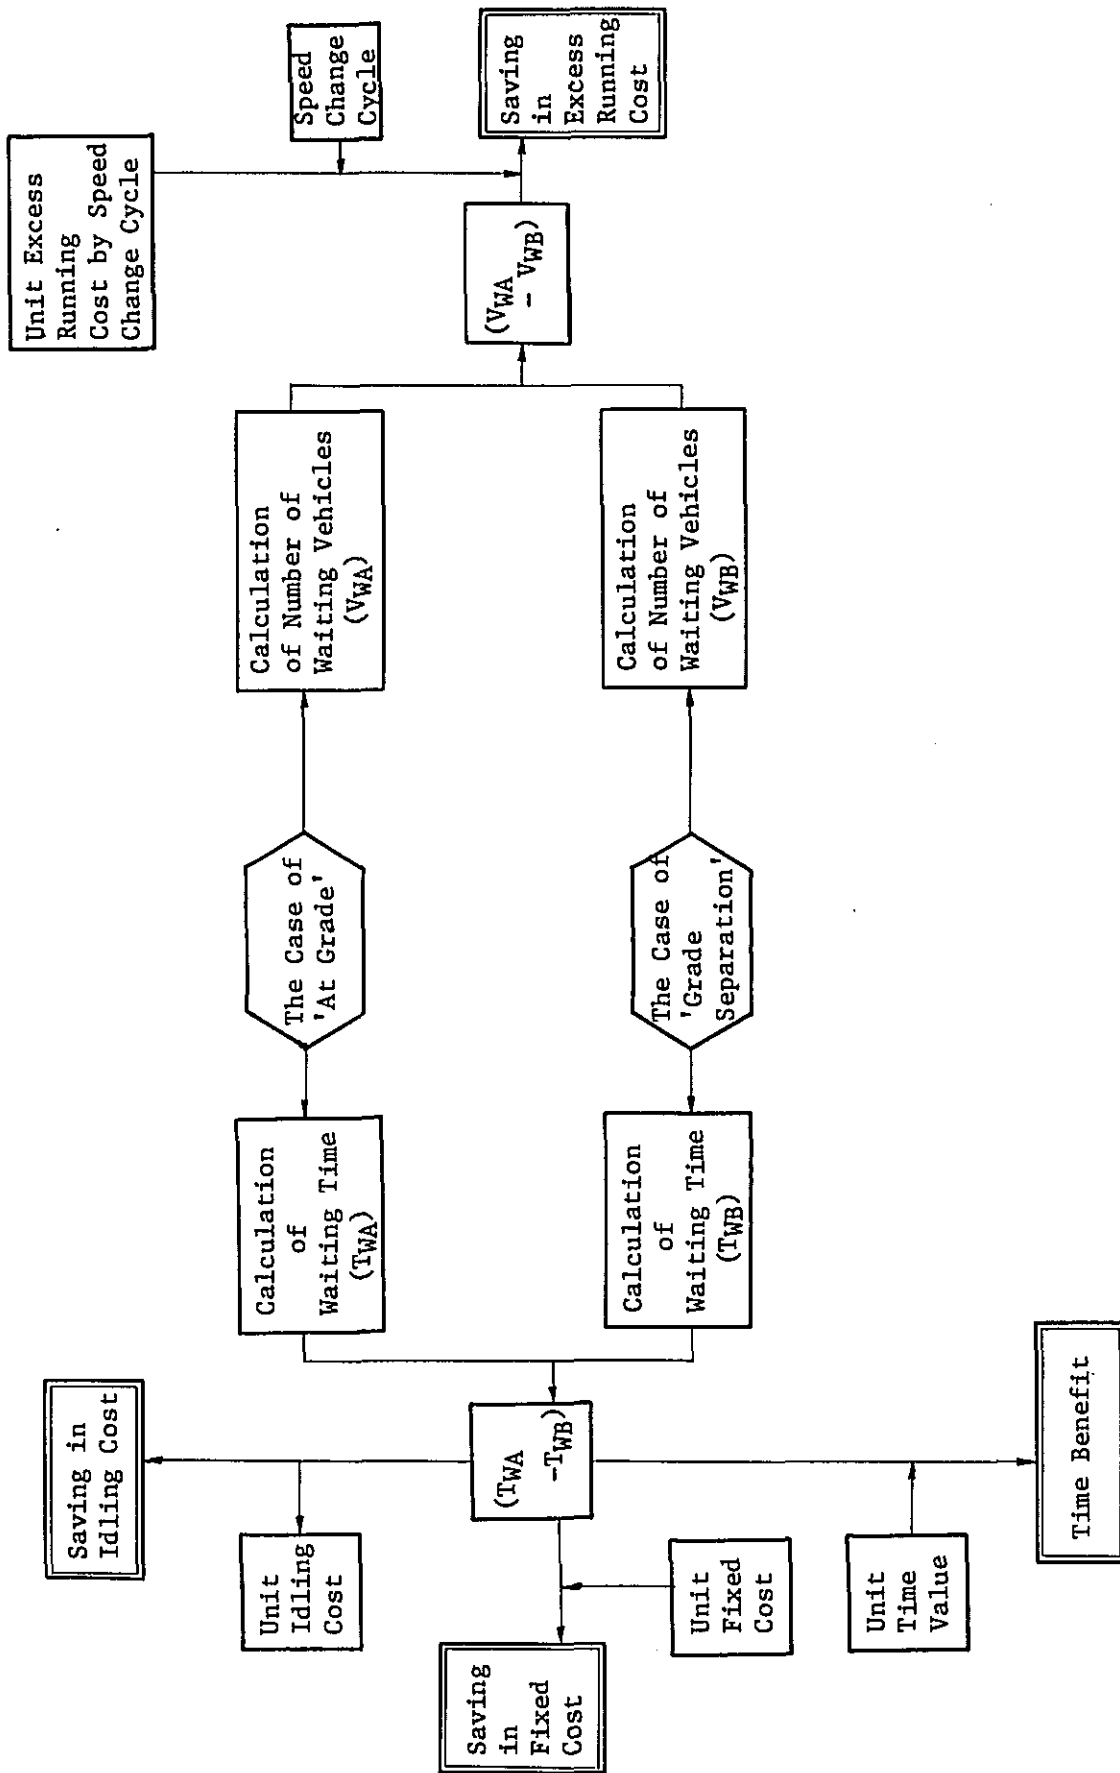 Saving in
Idling Cost
Unit
Idling
Cost
Saving
in
Fixed
Cost
(TWA
-TWB)
Unit
Fixed
Cost
Unit
Time
Value
Time Benefit
Calculation
of
Waiting Time
(TWA)
Calculation
of
Waiting Time
(TWB)
The Case of
'At Grade'
The Case of
'Grade
Separation'
Calculation
of Number of
Waiting Vehicles
(VWA)
Calculation
of Number of
Waiting Vehicles
(VWB)
(VWA
- VWB)
Unit Excess
Running
Cost by Speed
Change Cycle
Speed
Change
Cycle
Saving
in
Excess
Running
Cost